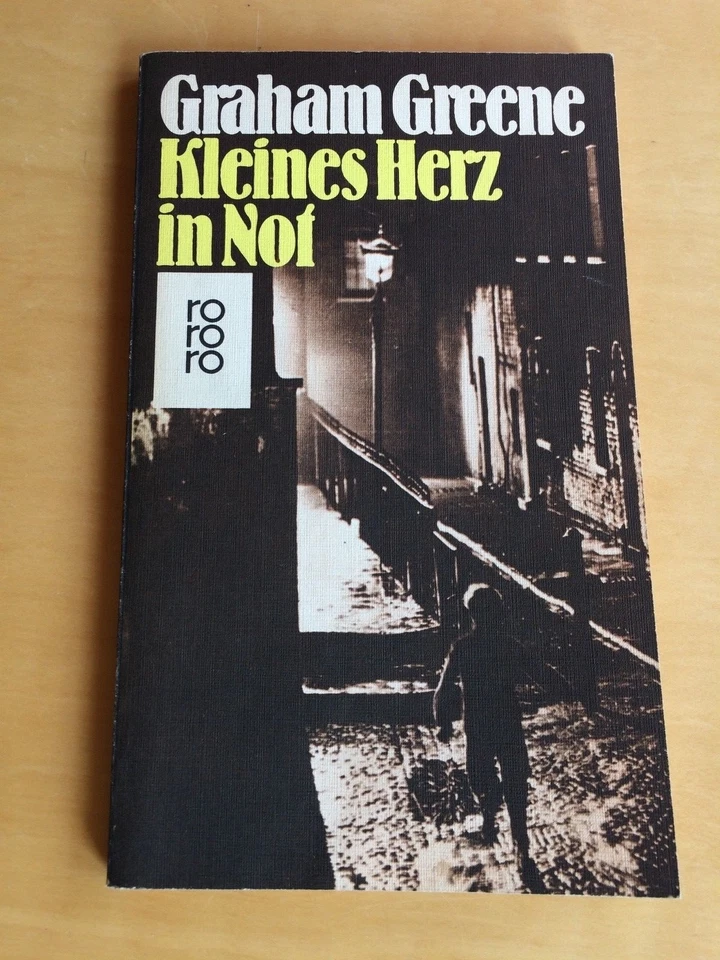 Graham Greene
Kleines Herz
in Not
ro
ro
ro